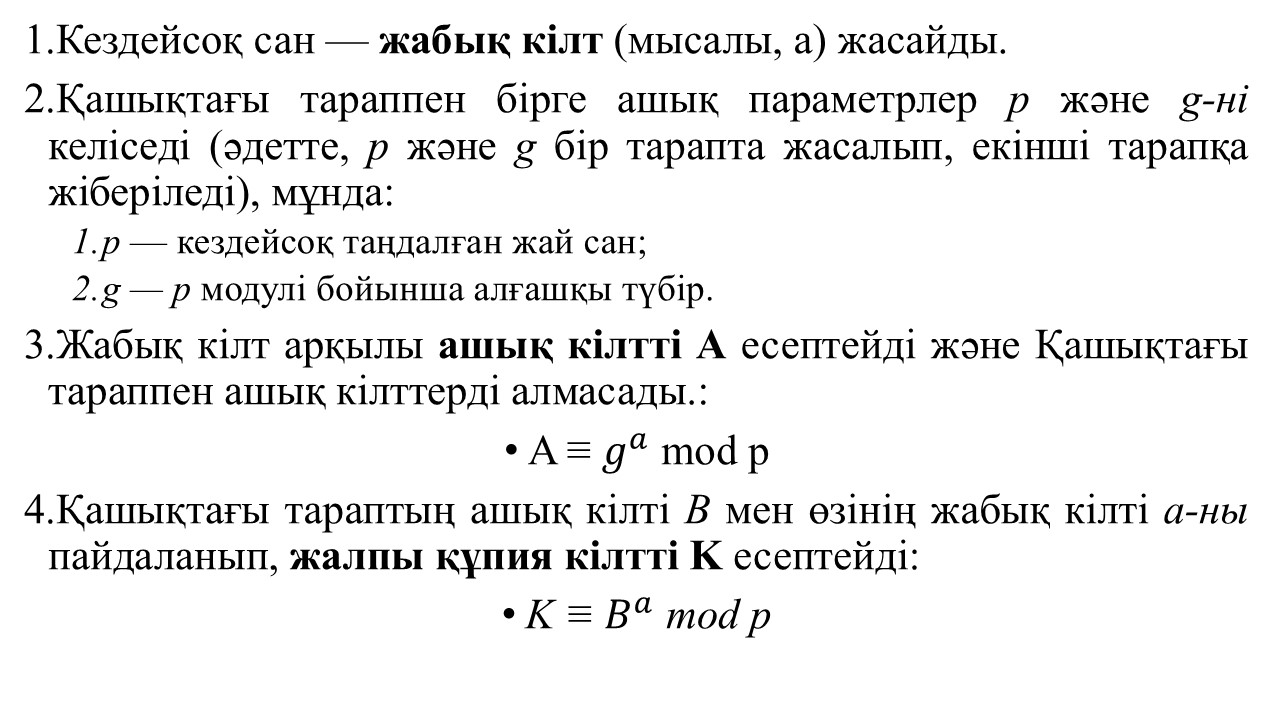 1.Кездейсоқ сан — жабық кілт (мысалы, a) жасайды.
2.Қашықтағы тараппен бірге ашық параметрлер p және g-ні
келіседі (әдетте, p және g бір тарапта жасалып, екінші тарапқа
жіберіледі), мұнда:
1.p — кездейсоқ таңдалған жай сан;
2.g — p модулі бойынша алғашқы түбір.
3.Жабық кілт арқылы ашық кілтті A есептейді және Қашықтағы
тараппен ашық кілттерді алмасады.:
• A ≡ gᵃ mod p
4.Қашықтағы тараптың ашық кілті B мен өзінің жабық кілті a-ны
пайдаланып, жалпы құпия кілтті K есептейді:
• K ≡ Bᵃ mod p